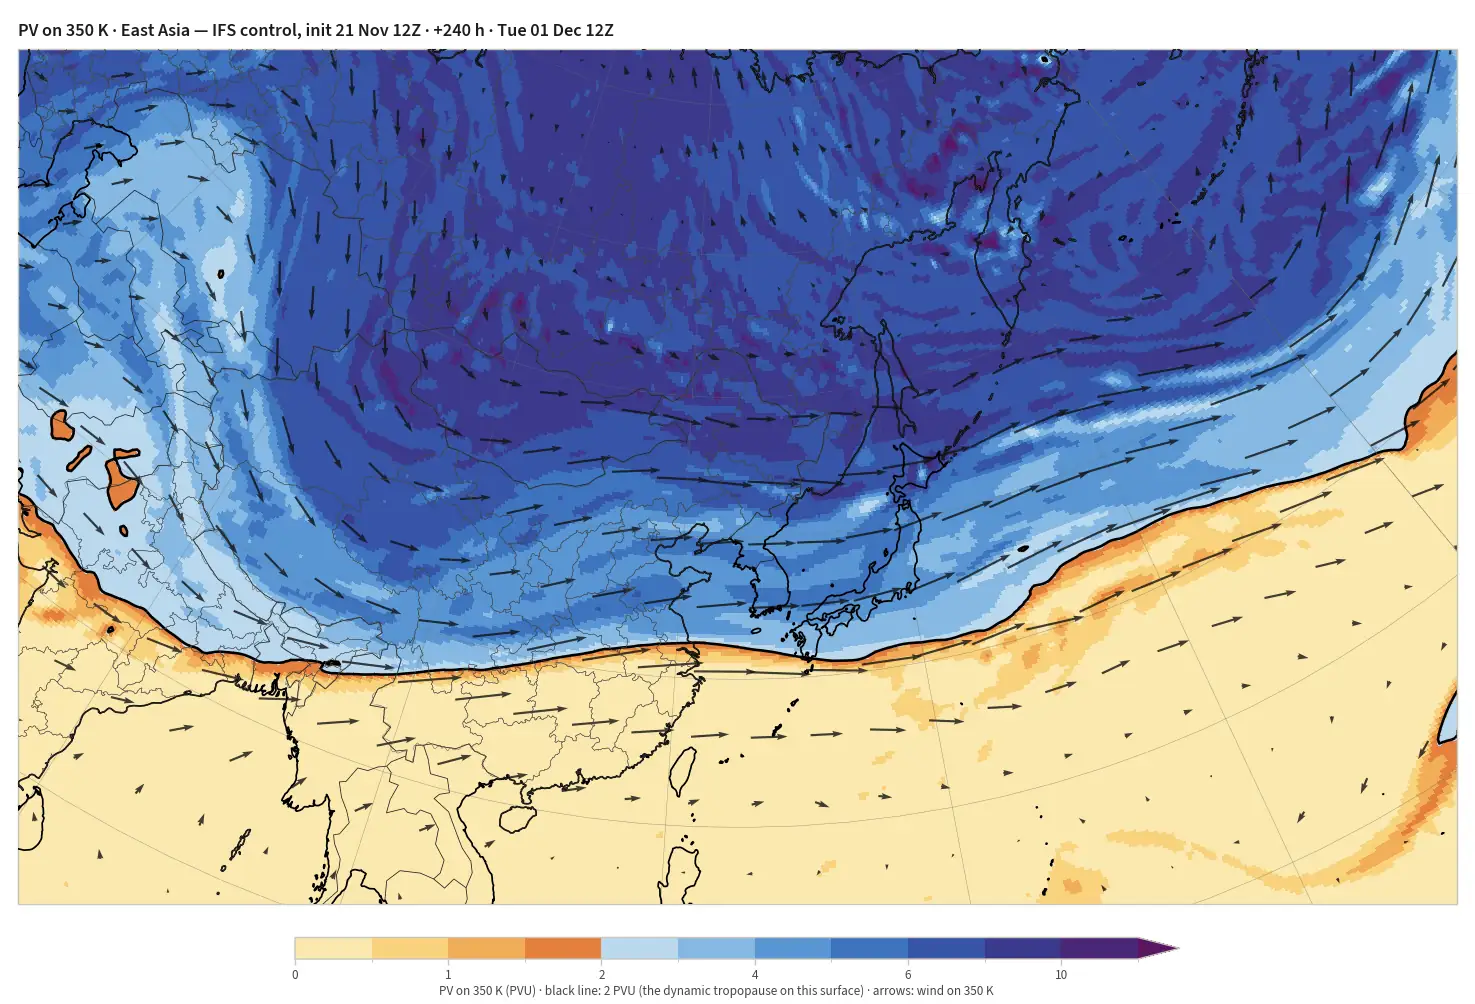 PV on 350 K · East Asia — IFS control, init 21 Nov 12Z · +240 h · Tue 01 Dec 12Z
0 1 2 4 6 10
PV on 350 K (PVU) · black line: 2 PVU (the dynamic tropopause on this surface) · arrows: wind on 350 K